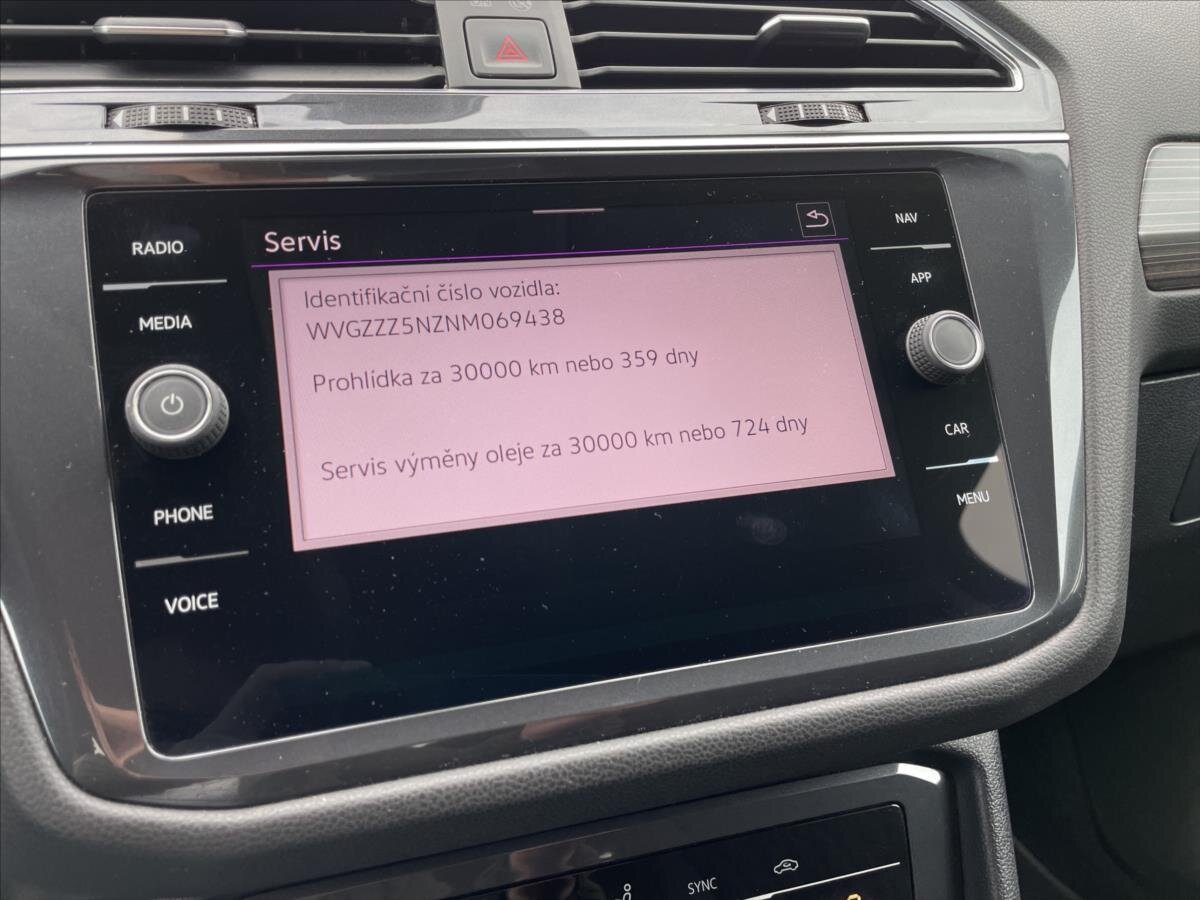 RADIO
MEDIA
PHONE
VOICE
Servis
Identifikační číslo vozidla:
WVGZZZ5NZNM069438
Prohlídka za 30000 km nebo 359 dny
Servis výměny oleje za 30000 km nebo 724 dny
NAV
APP
CAR
MENU
SYNC